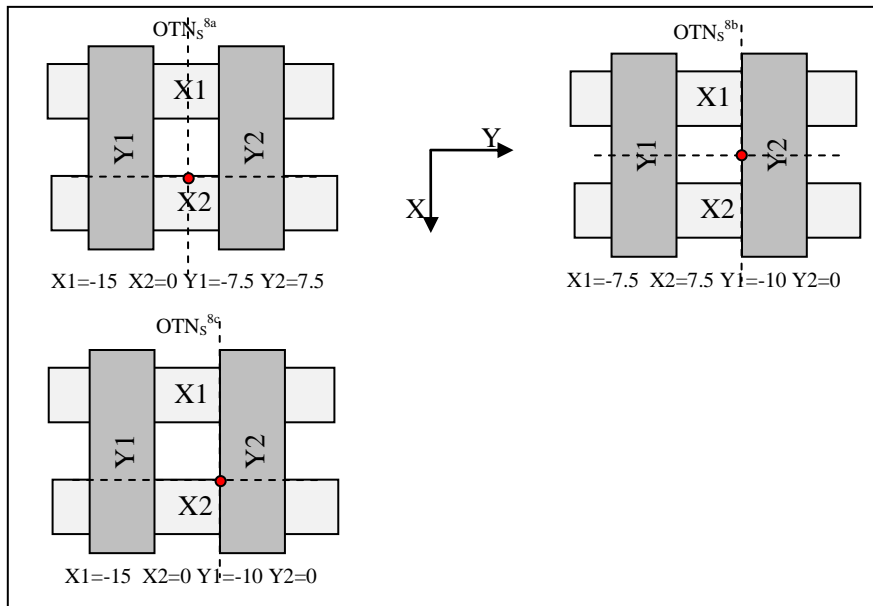 OTNS8a
X1
Y1
Y2
X2
X1=-15 X2=0 Y1=-7.5 Y2=7.5
Y
X
OTNS8b
X1
Y1
Y2
X2
X1=-7.5 X2=7.5 Y1=-10 Y2=0
OTNS8c
X1
Y1
Y2
X2
X1=-15 X2=0 Y1=-10 Y2=0